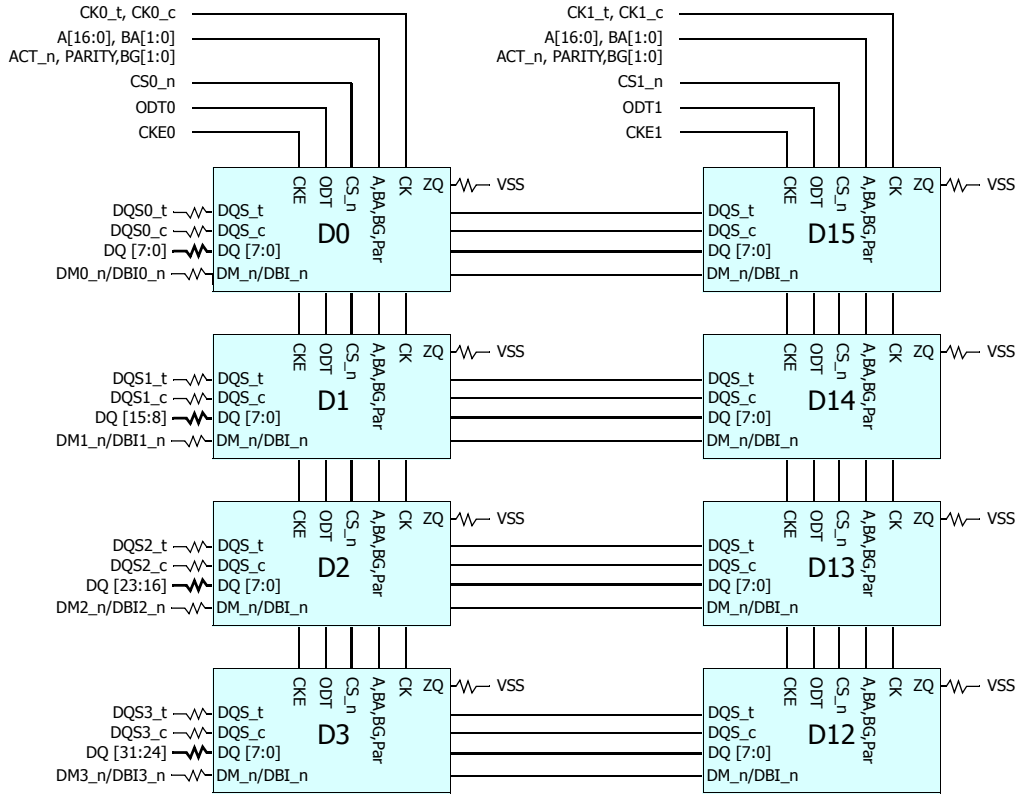 CK0_t, CK0_c
A[16:0], BA[1:0]
ACT_n, PARITY,BG[1:0]
CS0_n
ODT0
CKE0
CK1_t, CK1_c
A[16:0], BA[1:0]
ACT_n, PARITY,BG[1:0]
CS1_n
ODT1
CKE1
DQS0_t
DQS0_c
DQ [7:0]
DM0_n/DBI0_n
CKE
ODT
CS_n
A,BA,BG,Par
CK
ZQ
VSS
DQS_t
DQS_c
DQ [7:0]
DM_n/DBI_n
D0
CKE
ODT
CS_n
A,BA,BG,Par
CK
ZQ
VSS
DQS_t
DQS_c
DQ [7:0]
DM_n/DBI_n
D15
DQS1_t
DQS1_c
DQ [15:8]
DM1_n/DBI1_n
CKE
ODT
CS_n
A,BA,BG,Par
CK
ZQ
VSS
DQS_t
DQS_c
DQ [7:0]
DM_n/DBI_n
D1
CKE
ODT
CS_n
A,BA,BG,Par
CK
ZQ
VSS
DQS_t
DQS_c
DQ [7:0]
DM_n/DBI_n
D14
DQS2_t
DQS2_c
DQ [23:16]
DM2_n/DBI2_n
CKE
ODT
CS_n
A,BA,BG,Par
CK
ZQ
VSS
DQS_t
DQS_c
DQ [7:0]
DM_n/DBI_n
D2
CKE
ODT
CS_n
A,BA,BG,Par
CK
ZQ
VSS
DQS_t
DQS_c
DQ [7:0]
DM_n/DBI_n
D13
DQS3_t
DQS3_c
DQ [31:24]
DM3_n/DBI3_n
CKE
ODT
CS_n
A,BA,BG,Par
CK
ZQ
VSS
DQS_t
DQS_c
DQ [7:0]
DM_n/DBI_n
D3
CKE
ODT
CS_n
A,BA,BG,Par
CK
ZQ
VSS
DQS_t
DQS_c
DQ [7:0]
DM_n/DBI_n
D12